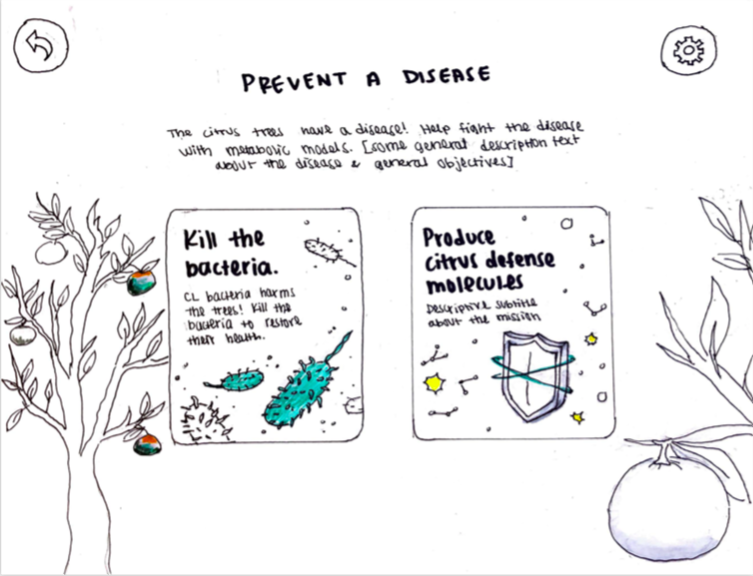 PREVENT A DISEASE
The citrus trees have a disease! Help fight the disease
with metabolic models. [some general description text
about the disease & general objectives]
Kill the
bacteria.
CL bacteria harms
the trees! Kill the
bacteria to restore
their health.
Produce
citrus defense
molecules
Descriptive subtitle
about the mission